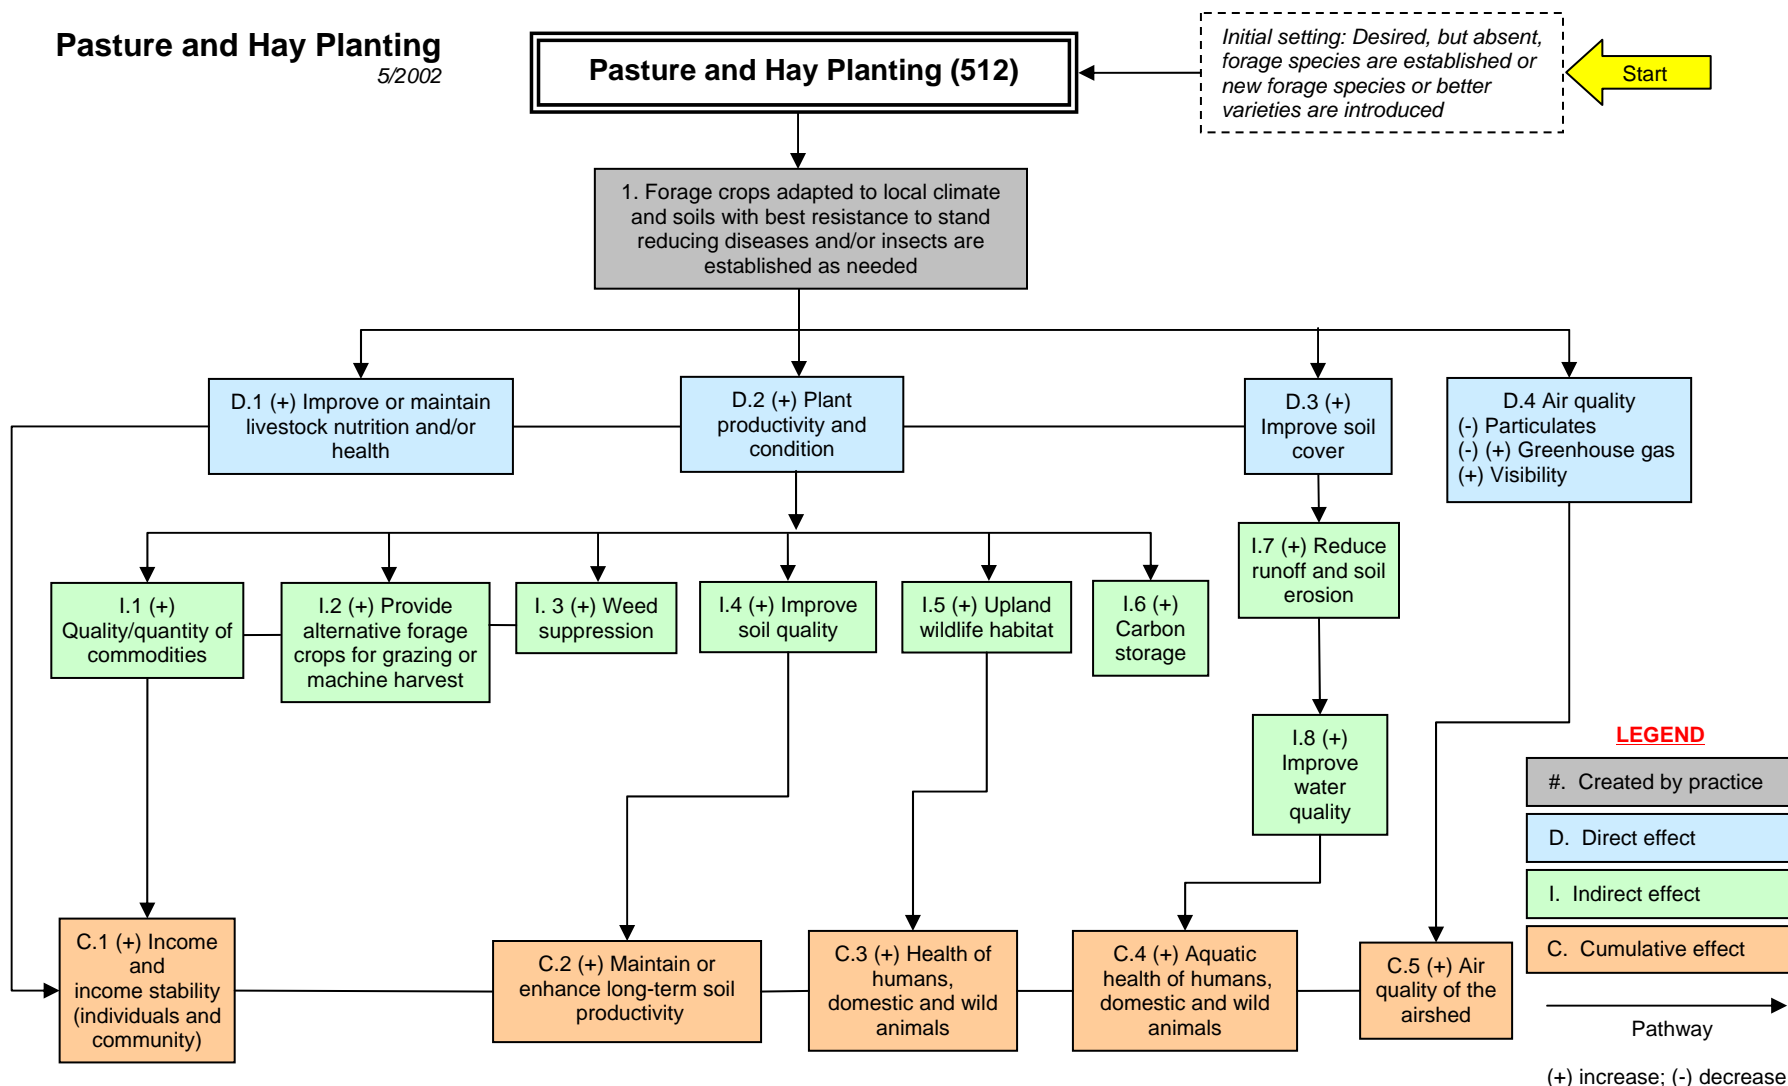 Pasture and Hay Planting
5/2002
Pasture and Hay Planting (512)
Initial setting: Desired, but absent,
forage species are established or
new forage species or better
varieties are introduced
Start
1. Forage crops adapted to local climate
and soils with best resistance to stand
reducing diseases and/or insects are
established as needed
D.1 (+) Improve or maintain
livestock nutrition and/or
health
D.2 (+) Plant
productivity and
condition
D.3 (+)
Improve soil
cover
D.4 Air quality
(-) Particulates
(-) (+) Greenhouse gas
(+) Visibility
I.1 (+)
Quality/quantity of
commodities
I.2 (+) Provide
alternative forage
crops for grazing or
machine harvest
I. 3 (+) Weed
suppression
I.4 (+) Improve
soil quality
I.5 (+) Upland
wildlife habitat
I.6 (+)
Carbon
storage
I.7 (+) Reduce
runoff and soil
erosion
I.8 (+)
Improve
water
quality
C.1 (+) Income
and
income stability
(individuals and
community)
C.2 (+) Maintain or
enhance long-term soil
productivity
C.3 (+) Health of
humans,
domestic and wild
animals
C.4 (+) Aquatic
health of humans,
domestic and wild
animals
C.5 (+) Air
quality of the
airshed
LEGEND
#. Created by practice
D. Direct effect
I. Indirect effect
C. Cumulative effect
Pathway
(+) increase; (-) decrease